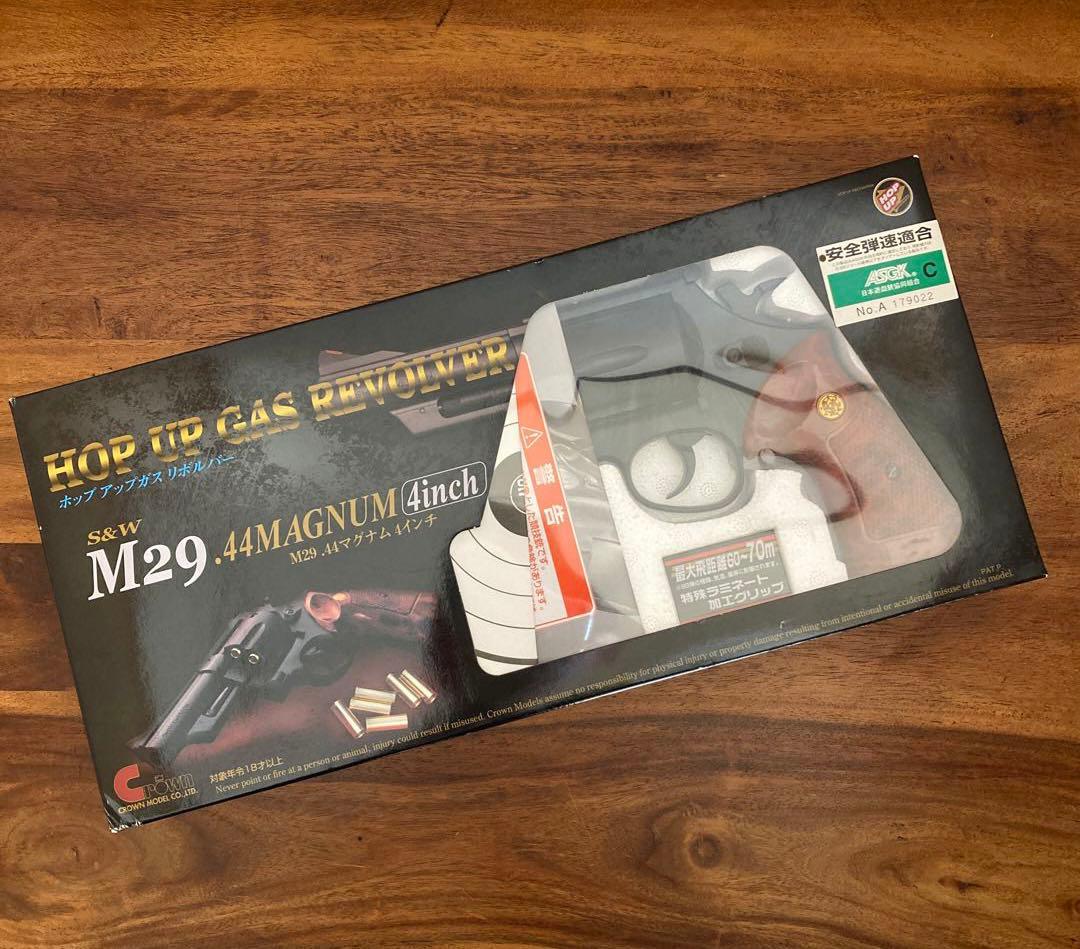 HOP UP
安全弾速適合
ASGK C
日本遊戯銃協同組合
No.A 179022
HOP UP GAS REVOLVER
ホップ アップガス リボルバー
S&W
M29 .44MAGNUM 4inch
M29 .44マグナム 4インチ
警告
最大飛距離60~70m
特殊ラミネート
加工グリップ
PAT.P.
Crown
CROWN MODEL CO.,LTD.
対象年令18才以上
Never point or fire at a person or animal, injury could result if misused. Crown Models assume no responsibility for physical injury or property damage resulting from intentional or accidental misuse of this model.